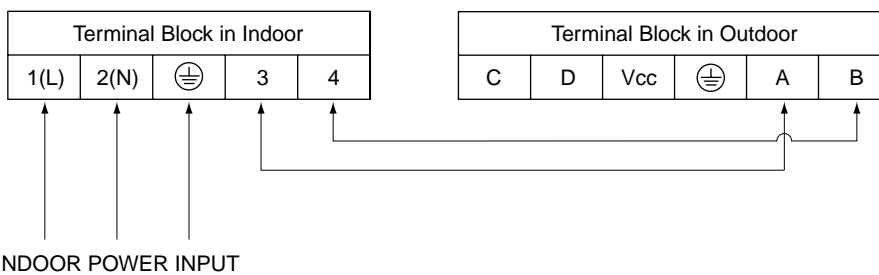 Terminal Block in Indoor
Terminal Block in Outdoor
1(L) 2(N) 3 4
C D Vcc A B
NDOOR POWER INPUT